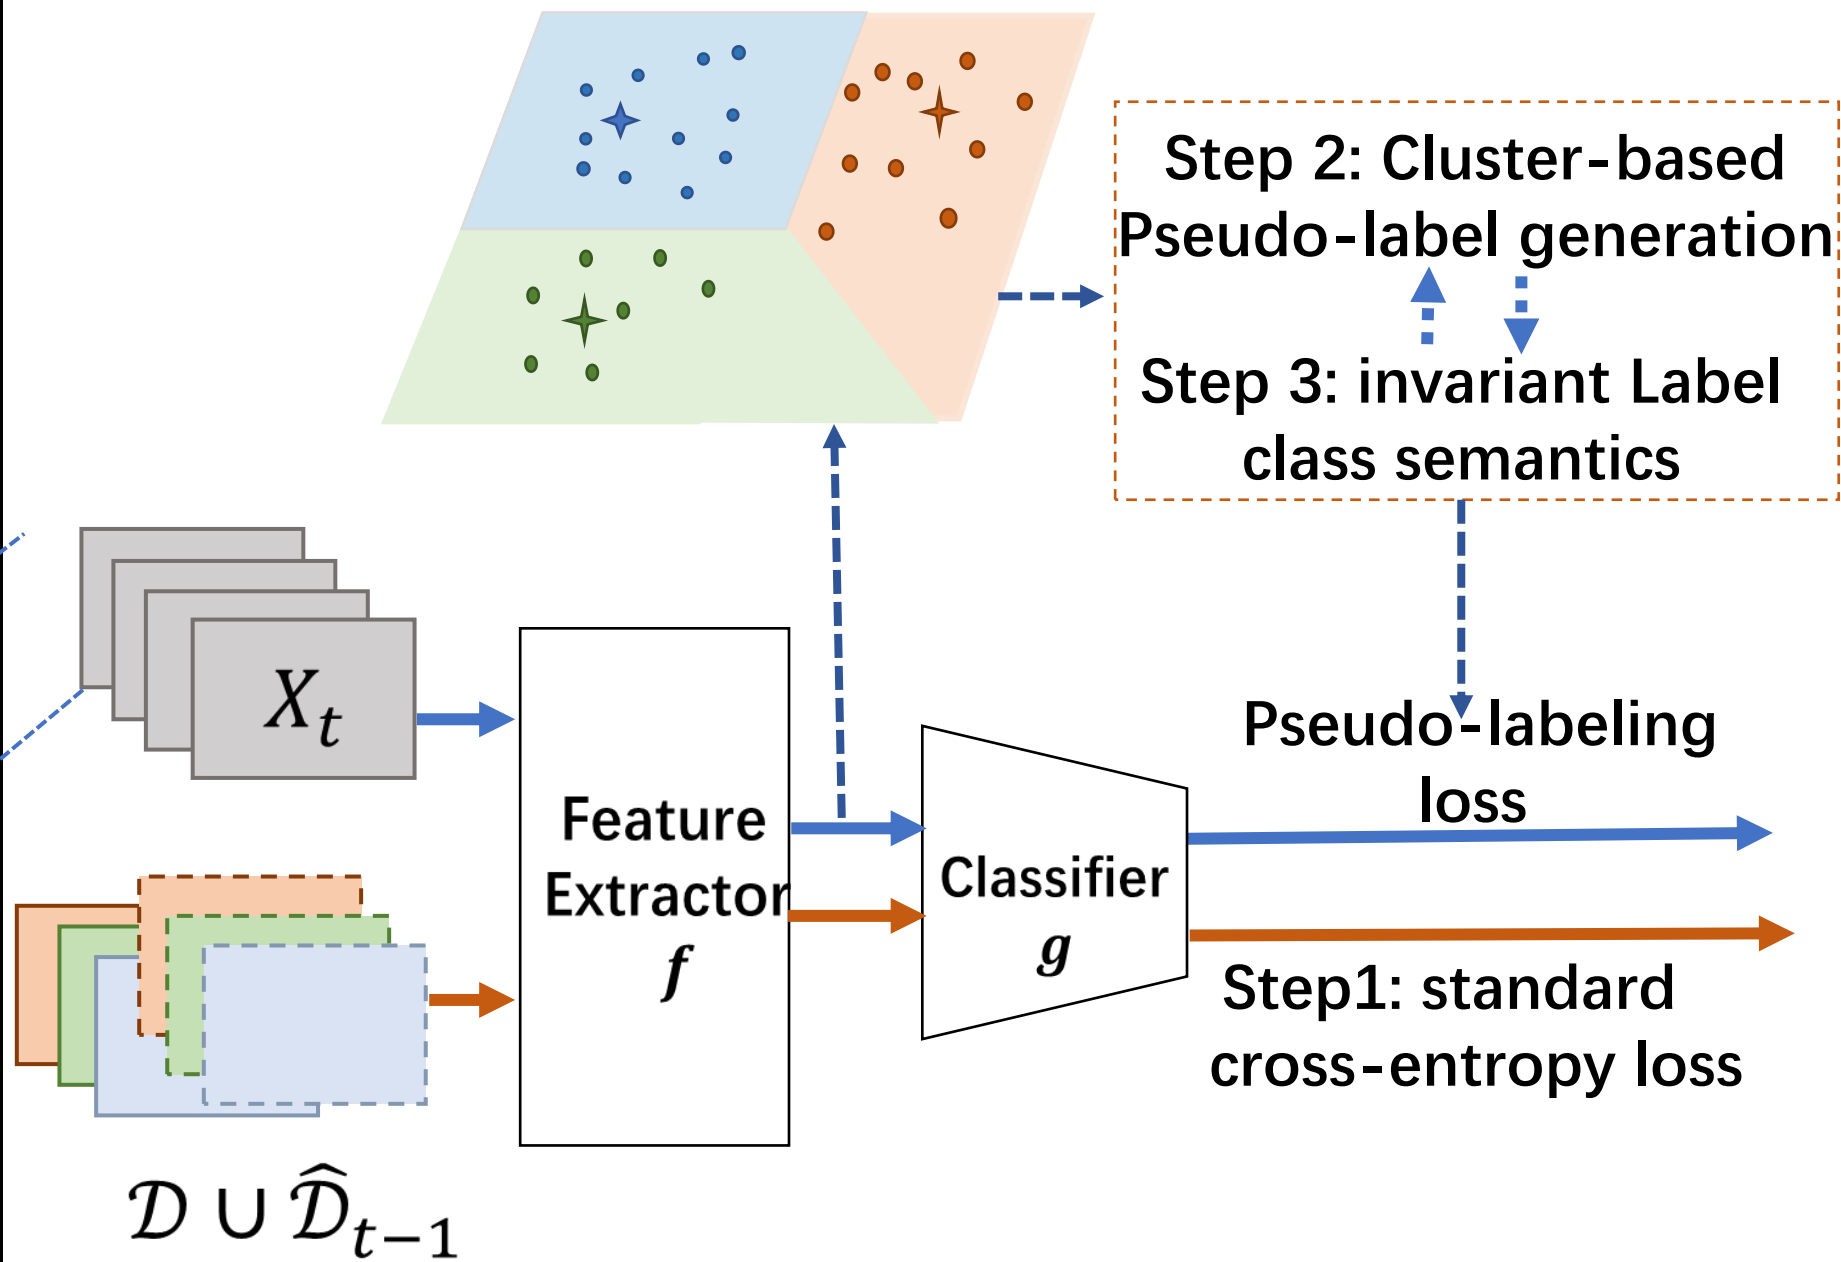 Step 2: Cluster-based
Pseudo-label generation
Step 3: invariant Label
class semantics
X_t
Pseudo-labeling
loss
Feature
Extractor
f
Classifier
g
Step1: standard
cross-entropy loss
𝒟 ∪ 𝒟̂_{t−1}